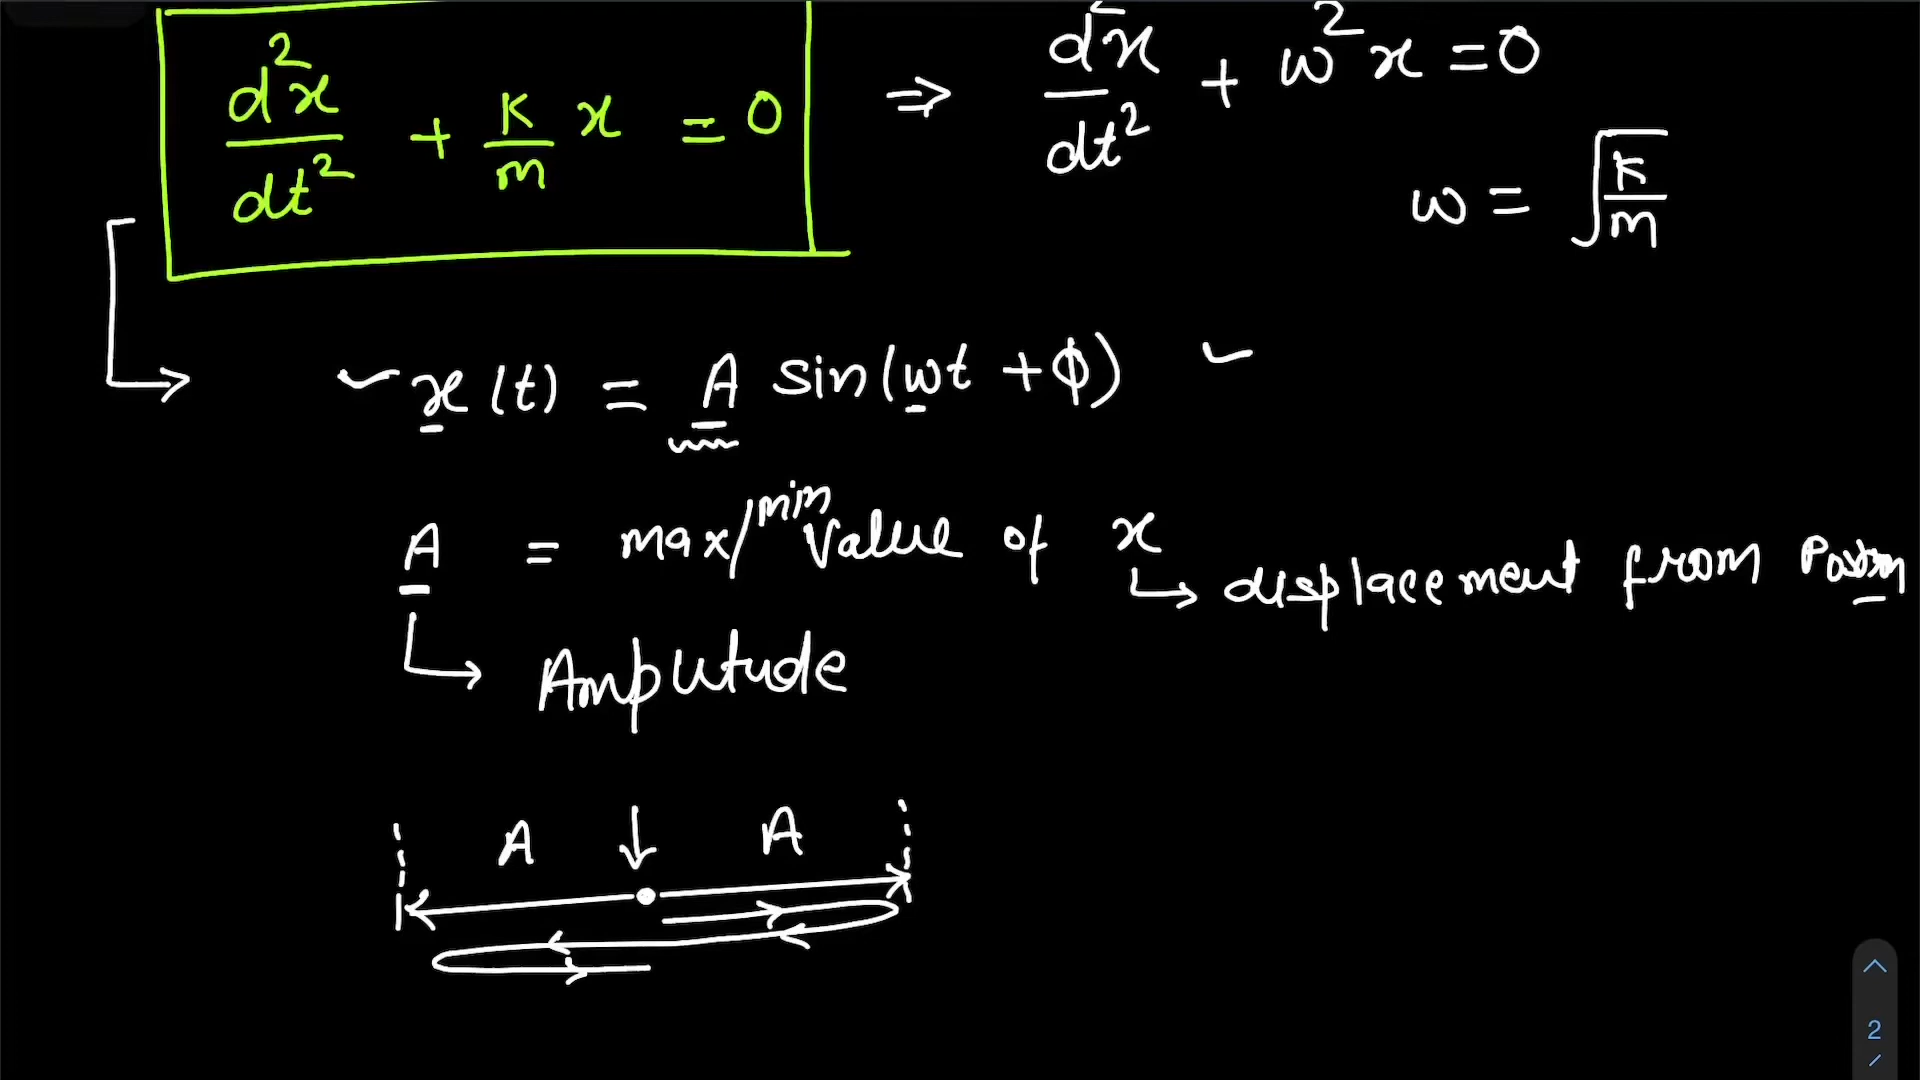 d²x/dt² + K/m x = 0 ⇒ d²x/dt² + ω²x = 0
ω = √(K/m)
x(t) = A sin(ωt + ϕ)
A = max/min Value of x
↳ displacement from
↳ Amplitude
A ↓ A
2